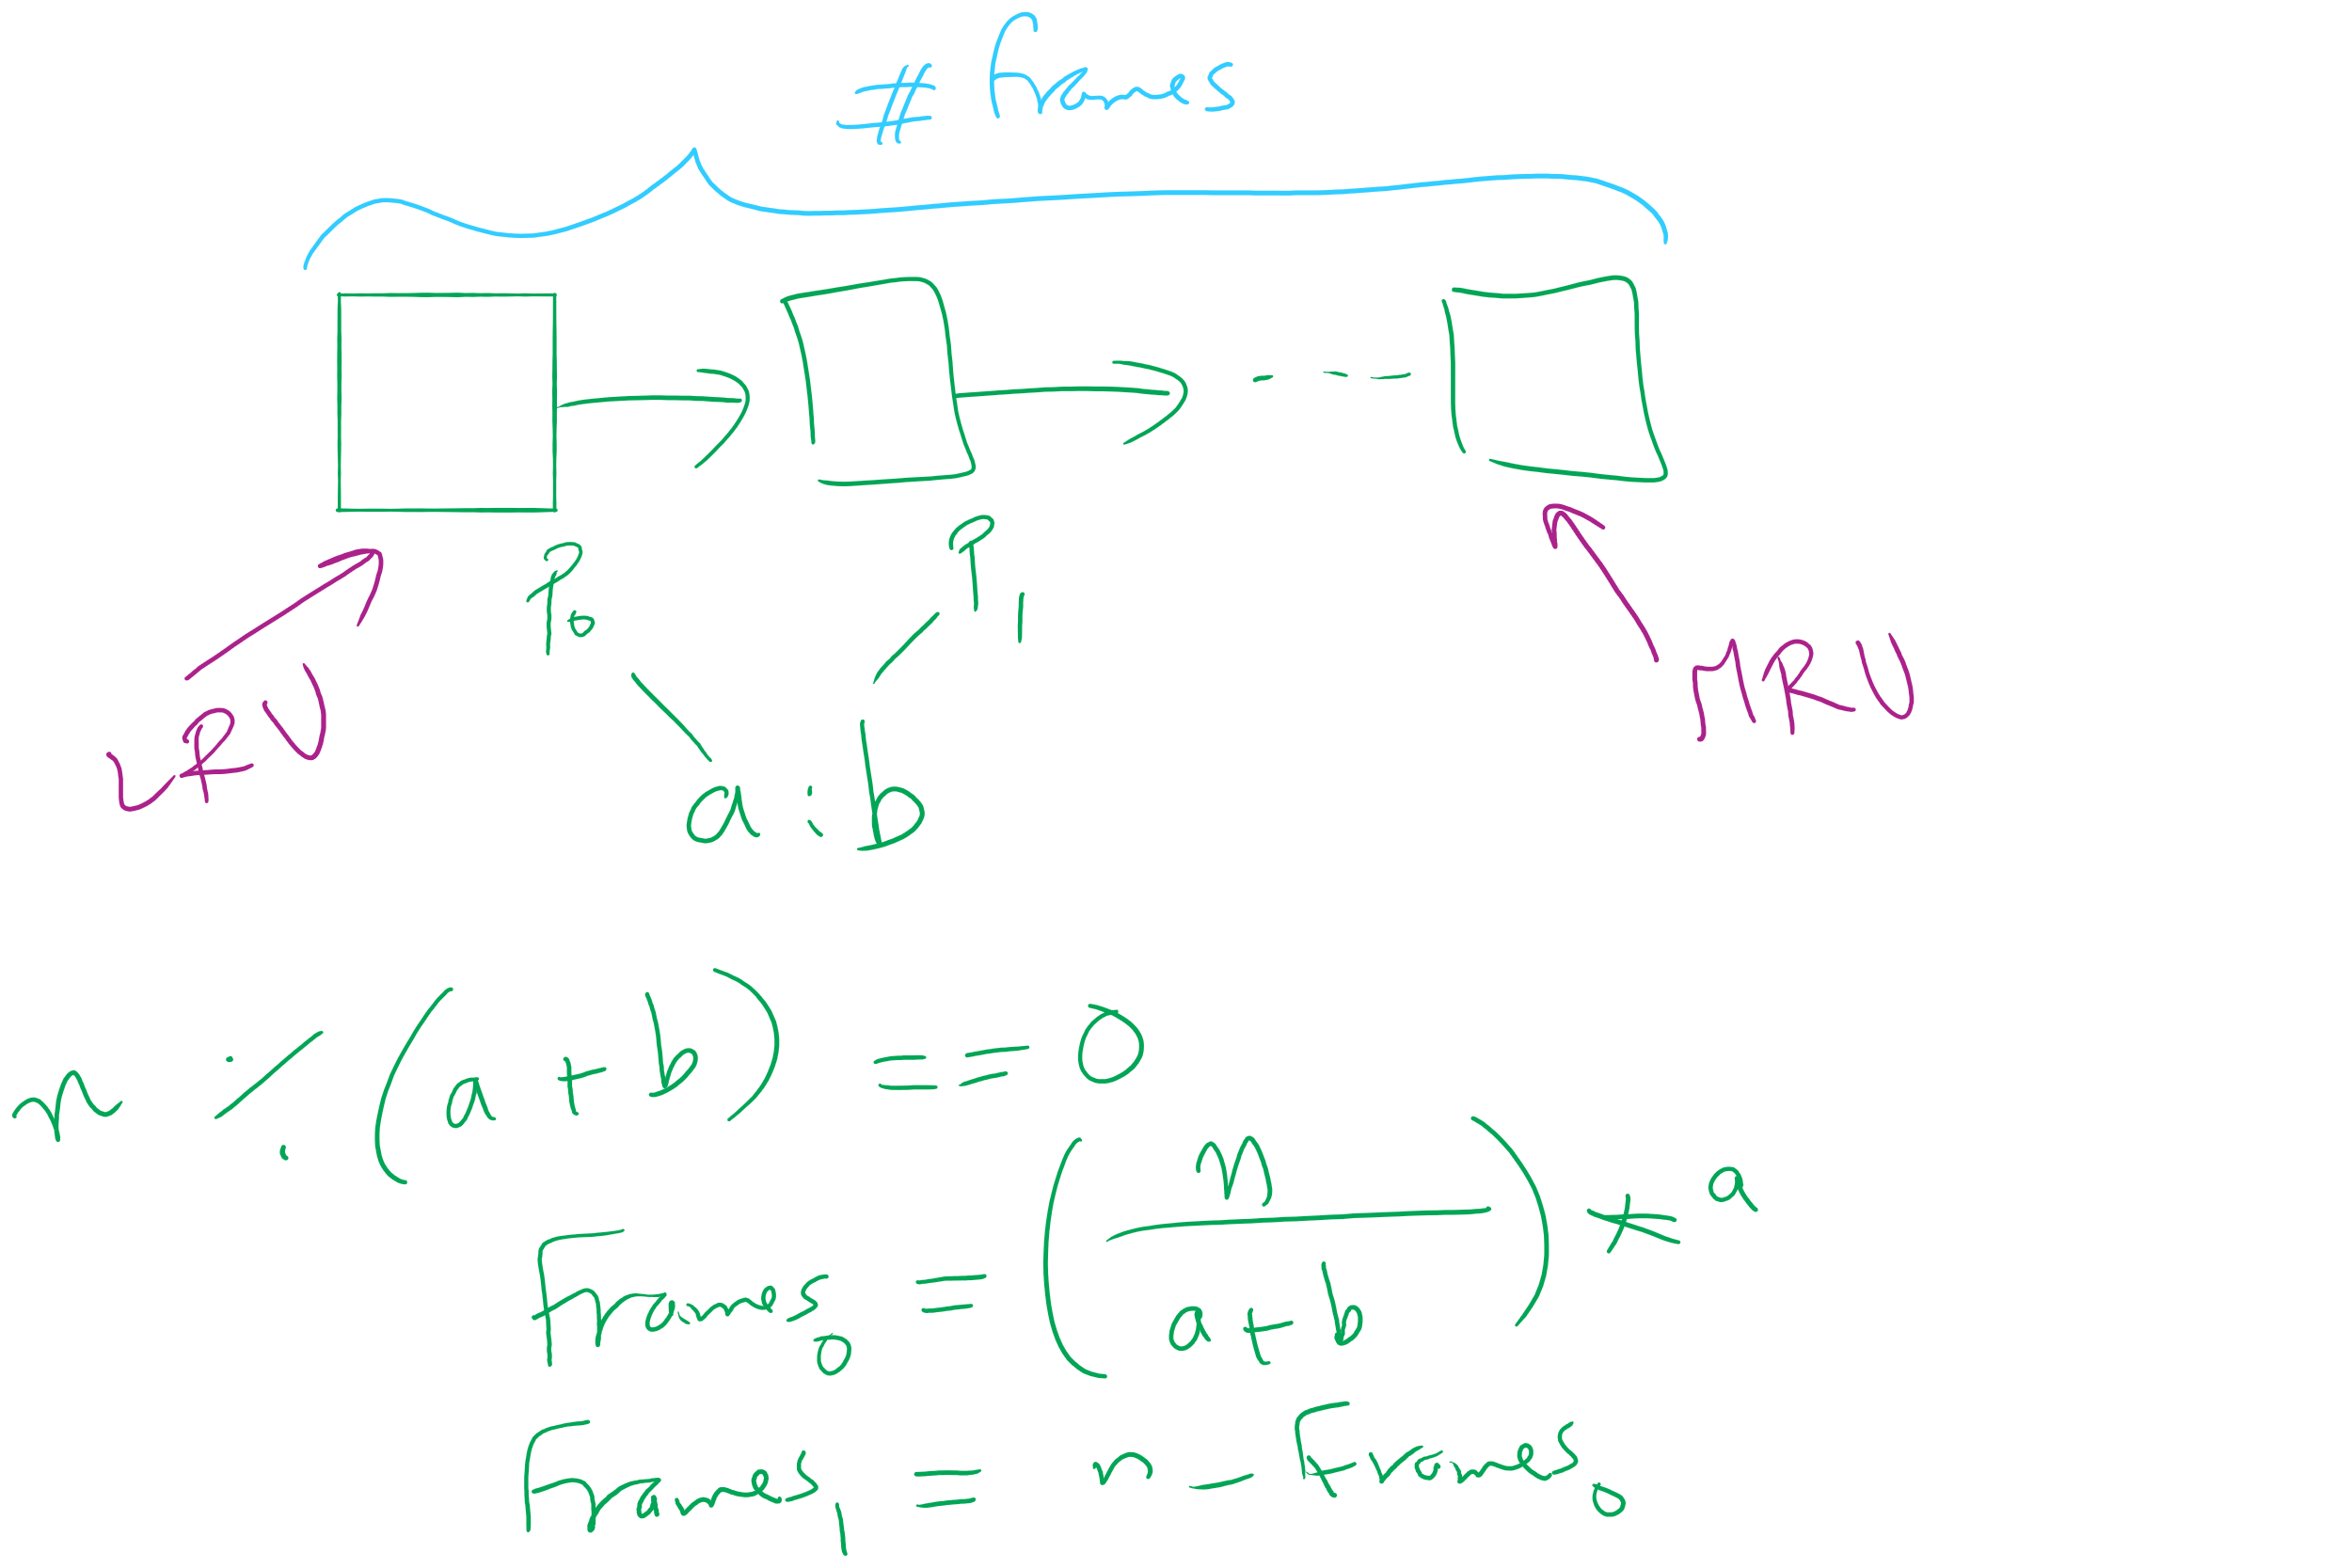 # frames
P₀
P₁
LRU
MRU
a : b
n % (a + b) == 0
Frames₀ = (n / (a + b)) * a
Frames₁ = n - Frames₀